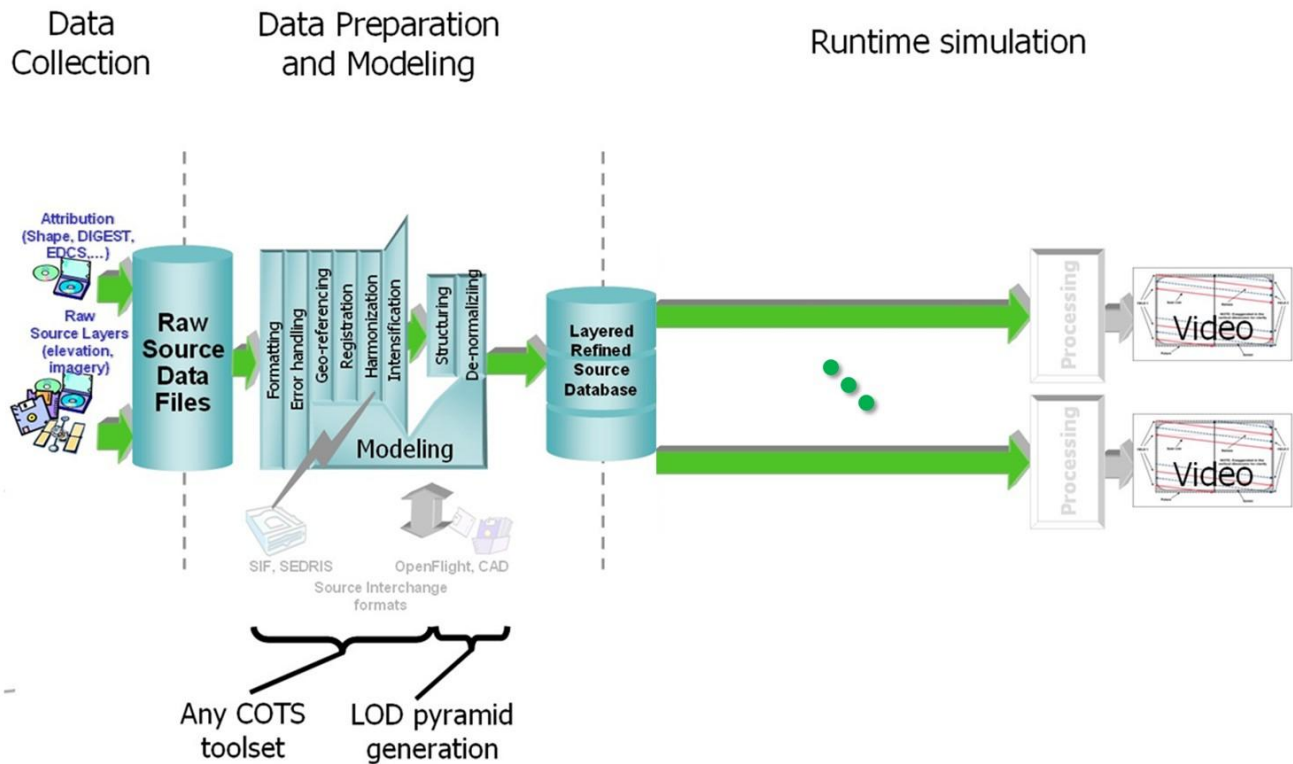 Data
Collection
Data Preparation
and Modeling
Runtime simulation
Attribution
(Shape, DIGEST,
EDCS,...)
Raw
Source Layers
(elevation,
imagery)
Raw
Source
Data
Files
Formatting
Error handling
Geo-referencing
Registration
Harmonization
Intensification
Structuring
De-normaliziing
Modeling
Layered
Refined
Source
Database
Processing
Video
Processing
Video
SIF, SEDRIS
OpenFlight, CAD
Source Interchange
formats
Any COTS
toolset
LOD pyramid
generation